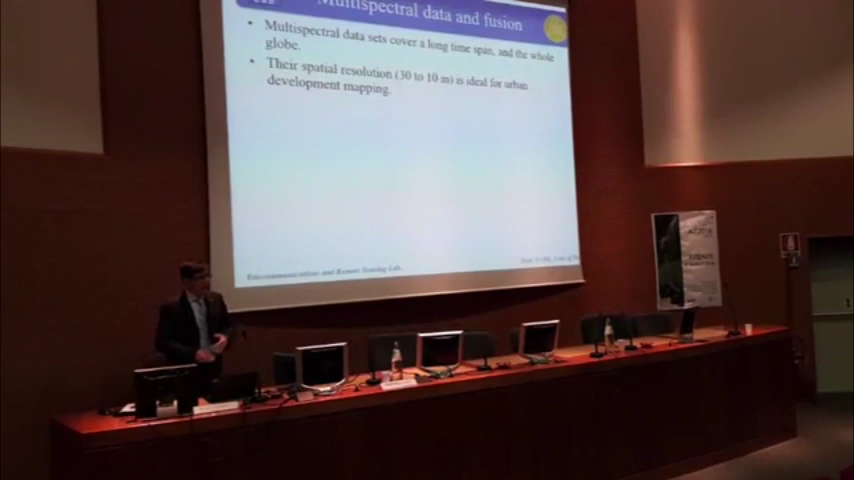 Multispectral data and fusion
• Multispectral data sets cover a long time span, and the whole
globe.
• Their spatial resolution (30 to 10 m) is ideal for urban
development mapping.
Telecommunications and Remote Sensing Lab